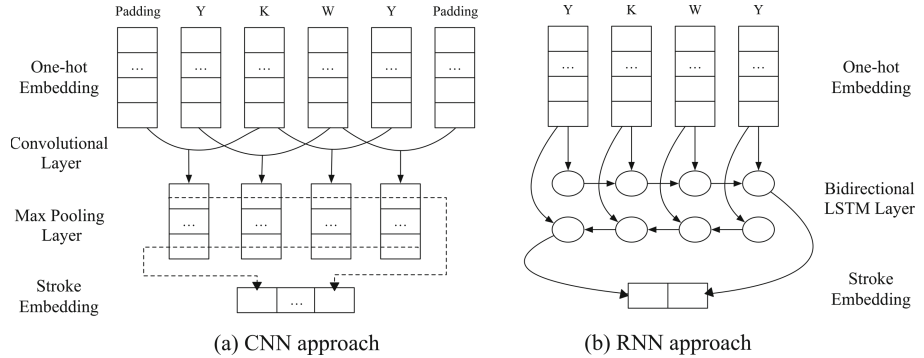 Padding Y K W Y Padding
One-hot
Embedding
... ... ... ... ... ...
Convolutional
Layer
Max Pooling
Layer
... ... ... ...
Stroke
Embedding
...
(a) CNN approach
Y K W Y
One-hot
Embedding
... ... ... ...
Bidirectional
LSTM Layer
Stroke
Embedding
(b) RNN approach